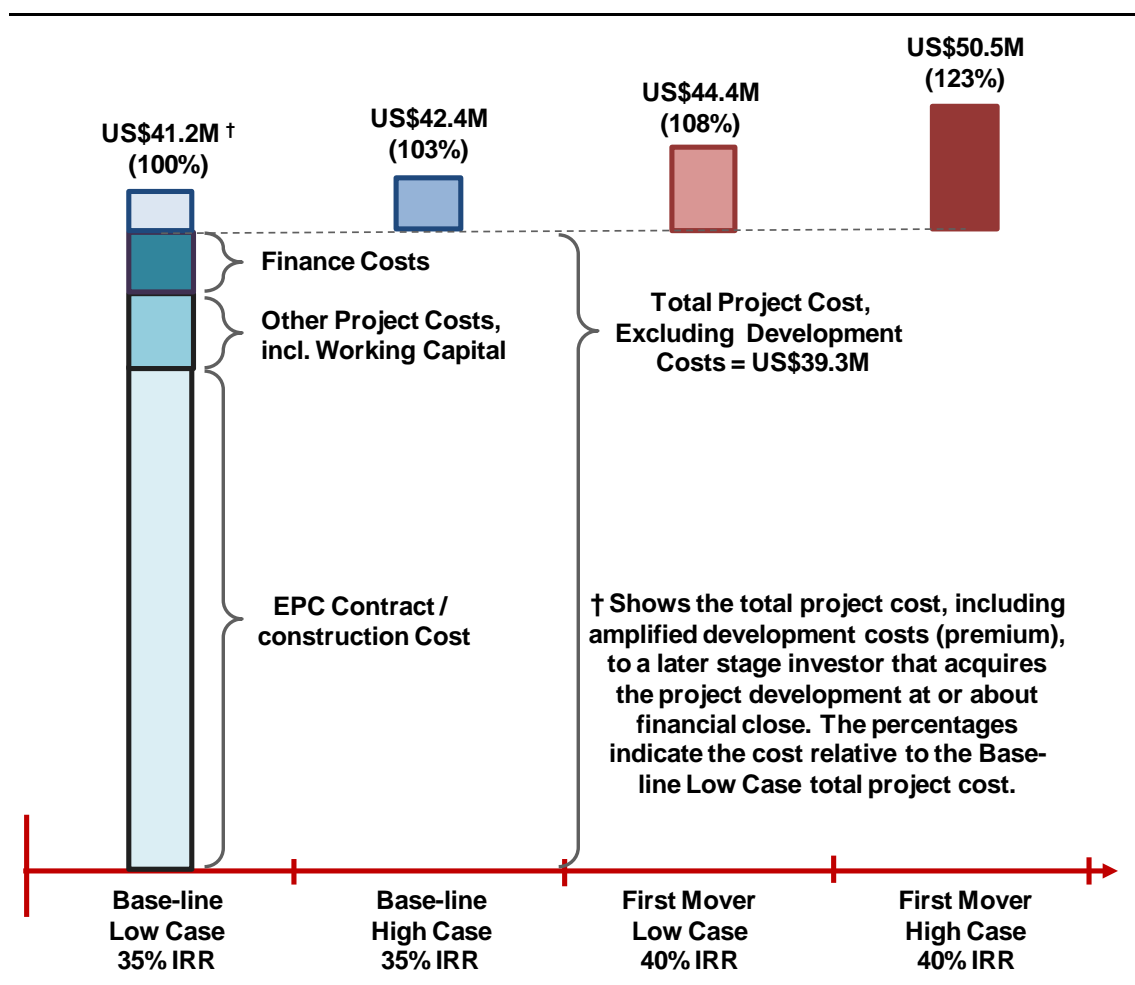 US$50.5M
(123%)
US$44.4M
(108%)
US$42.4M
(103%)
US$41.2M †
(100%)
Finance Costs
Other Project Costs,
incl. Working Capital
Total Project Cost,
Excluding Development
Costs = US$39.3M
EPC Contract /
construction Cost
† Shows the total project cost, including
amplified development costs (premium),
to a later stage investor that acquires
the project development at or about
financial close. The percentages
indicate the cost relative to the Base-
line Low Case total project cost.
Base-line
Low Case
35% IRR
Base-line
High Case
35% IRR
First Mover
Low Case
40% IRR
First Mover
High Case
40% IRR